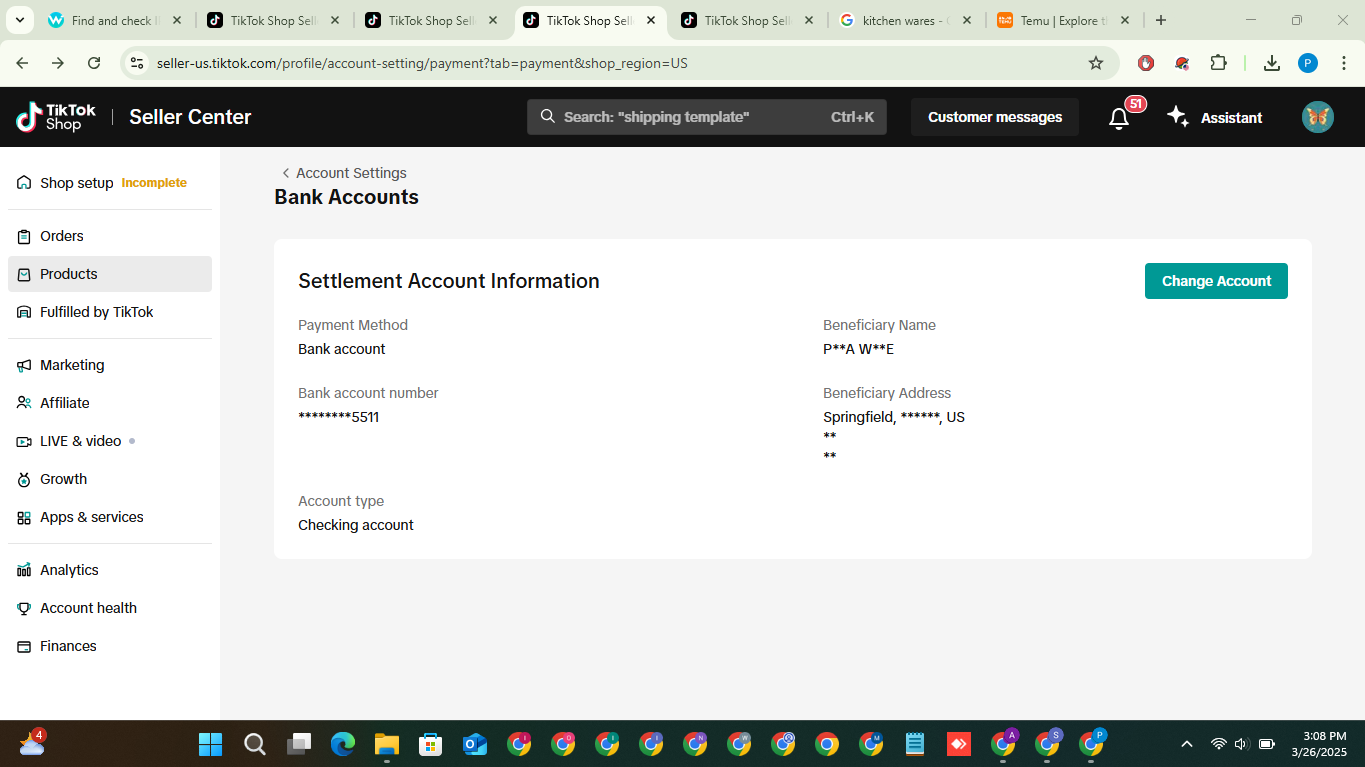 Find and check I
TikTok Shop Sell
TikTok Shop Sell
TikTok Shop Sell
TikTok Shop Sell
kitchen wares -
Temu | Explore t
seller-us.tiktok.com/profile/account-setting/payment?tab=payment&shop_region=US
P
TikTok
Shop
Seller Center
Search: "shipping template"
Ctrl+K
Customer messages
51
Assistant
Shop setup
Incomplete
Orders
Products
Fulfilled by TikTok
Marketing
Affiliate
LIVE & video
Growth
Apps & services
Analytics
Account health
Finances
Account Settings
Bank Accounts
Settlement Account Information
Change Account
Payment Method
Bank account
Beneficiary Name
P**A W**E
Bank account number
********5511
Beneficiary Address
Springfield, ******, US
**
**
Account type
Checking account
4
3:08 PM
3/26/2025